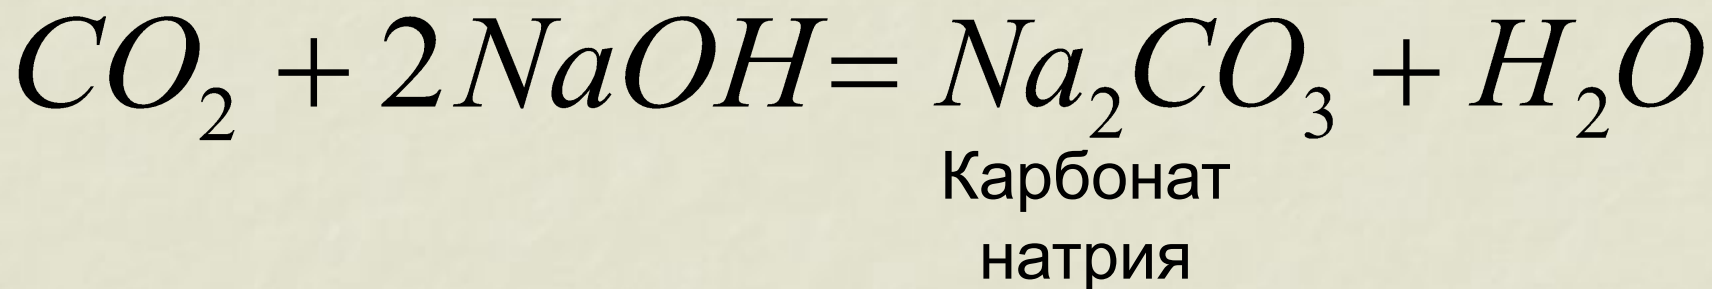 CO₂ + 2NaOH = Na₂CO₃ + H₂O
Карбонат
натрия